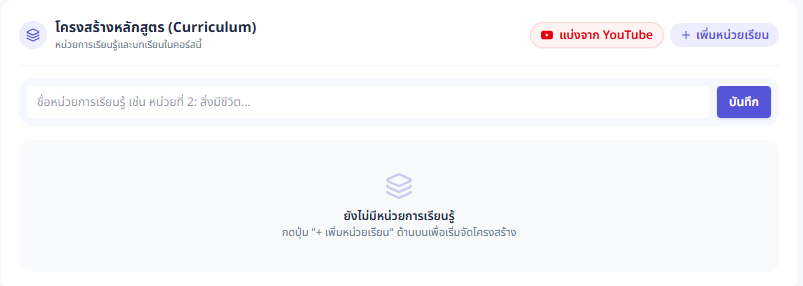 โครงสร้างหลักสูตร (Curriculum)
หน่วยการเรียนรู้และบทเรียนในคอร์สนี้
แบ่งจาก YouTube
+ เพิ่มหน่วยเรียน
ชื่อหน่วยการเรียนรู้ เช่น หน่วยที่ 2: สิ่งมีชีวิต...
บันทึก
ยังไม่มีหน่วยการเรียนรู้
กดปุ่ม "+ เพิ่มหน่วยเรียน" ด้านบนเพื่อเริ่มจัดโครงสร้าง